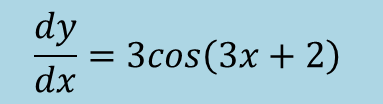 dy/dx = 3cos(3x + 2)